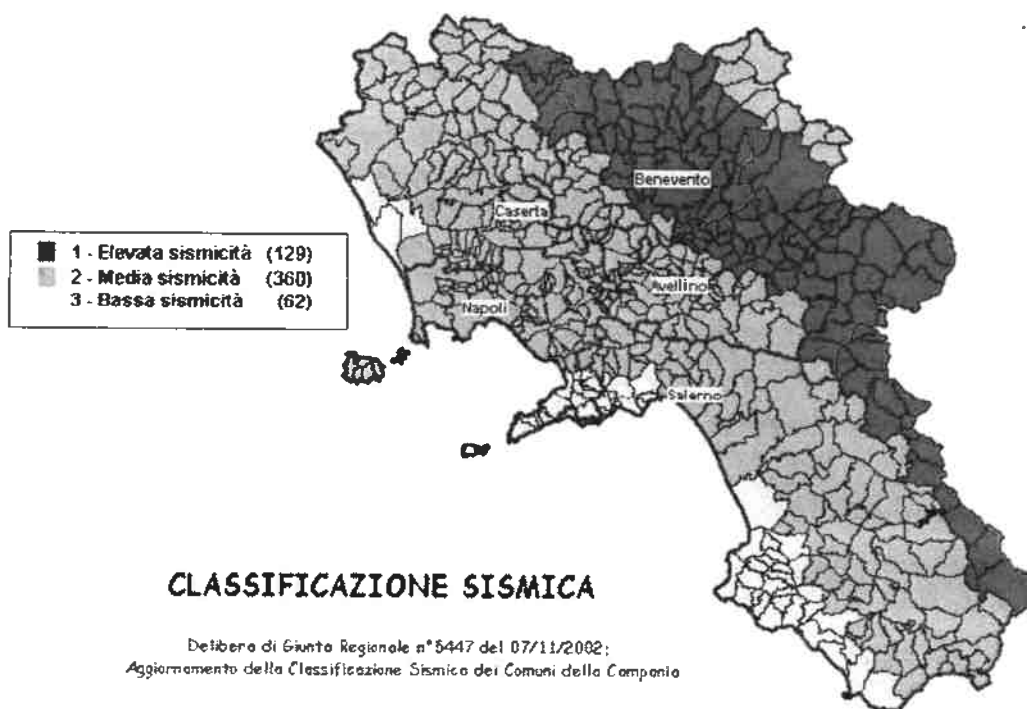 Benevento
Caserta
1 - Elevata sismicità (129)
2 - Media sismicità (360)
3 - Bassa sismicità (62)
Avellino
Napoli
Salerno
CLASSIFICAZIONE SISMICA
Delibera di Giunta Regionale n°5447 del 07/11/2002;
Aggiornamento della Classificazione Sismica dei Comuni della Campania